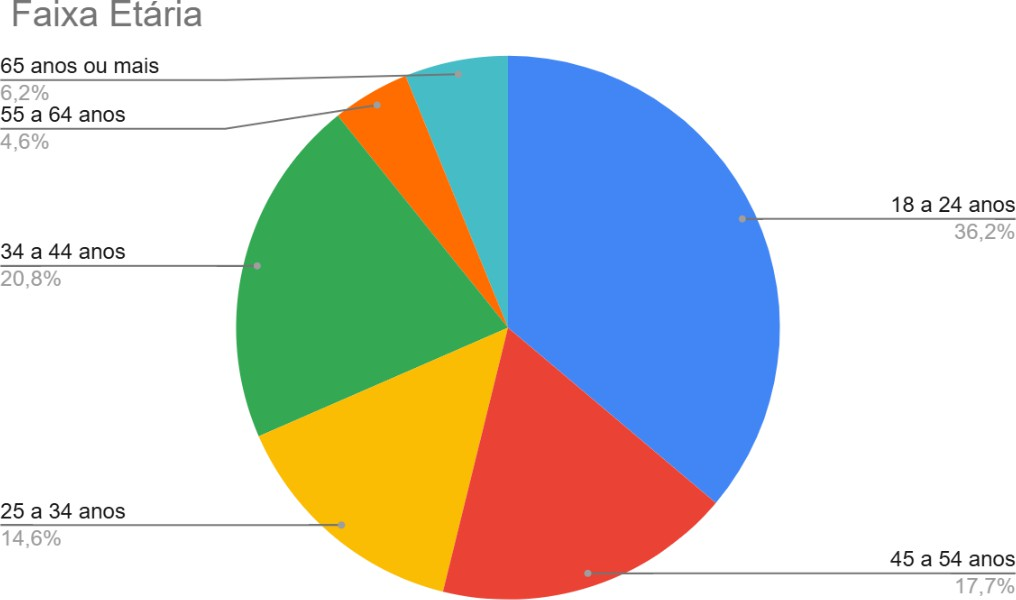 Faixa Etária
65 anos ou mais
6,2%
55 a 64 anos
4,6%
34 a 44 anos
20,8%
25 a 34 anos
14,6%
18 a 24 anos
36,2%
45 a 54 anos
17,7%